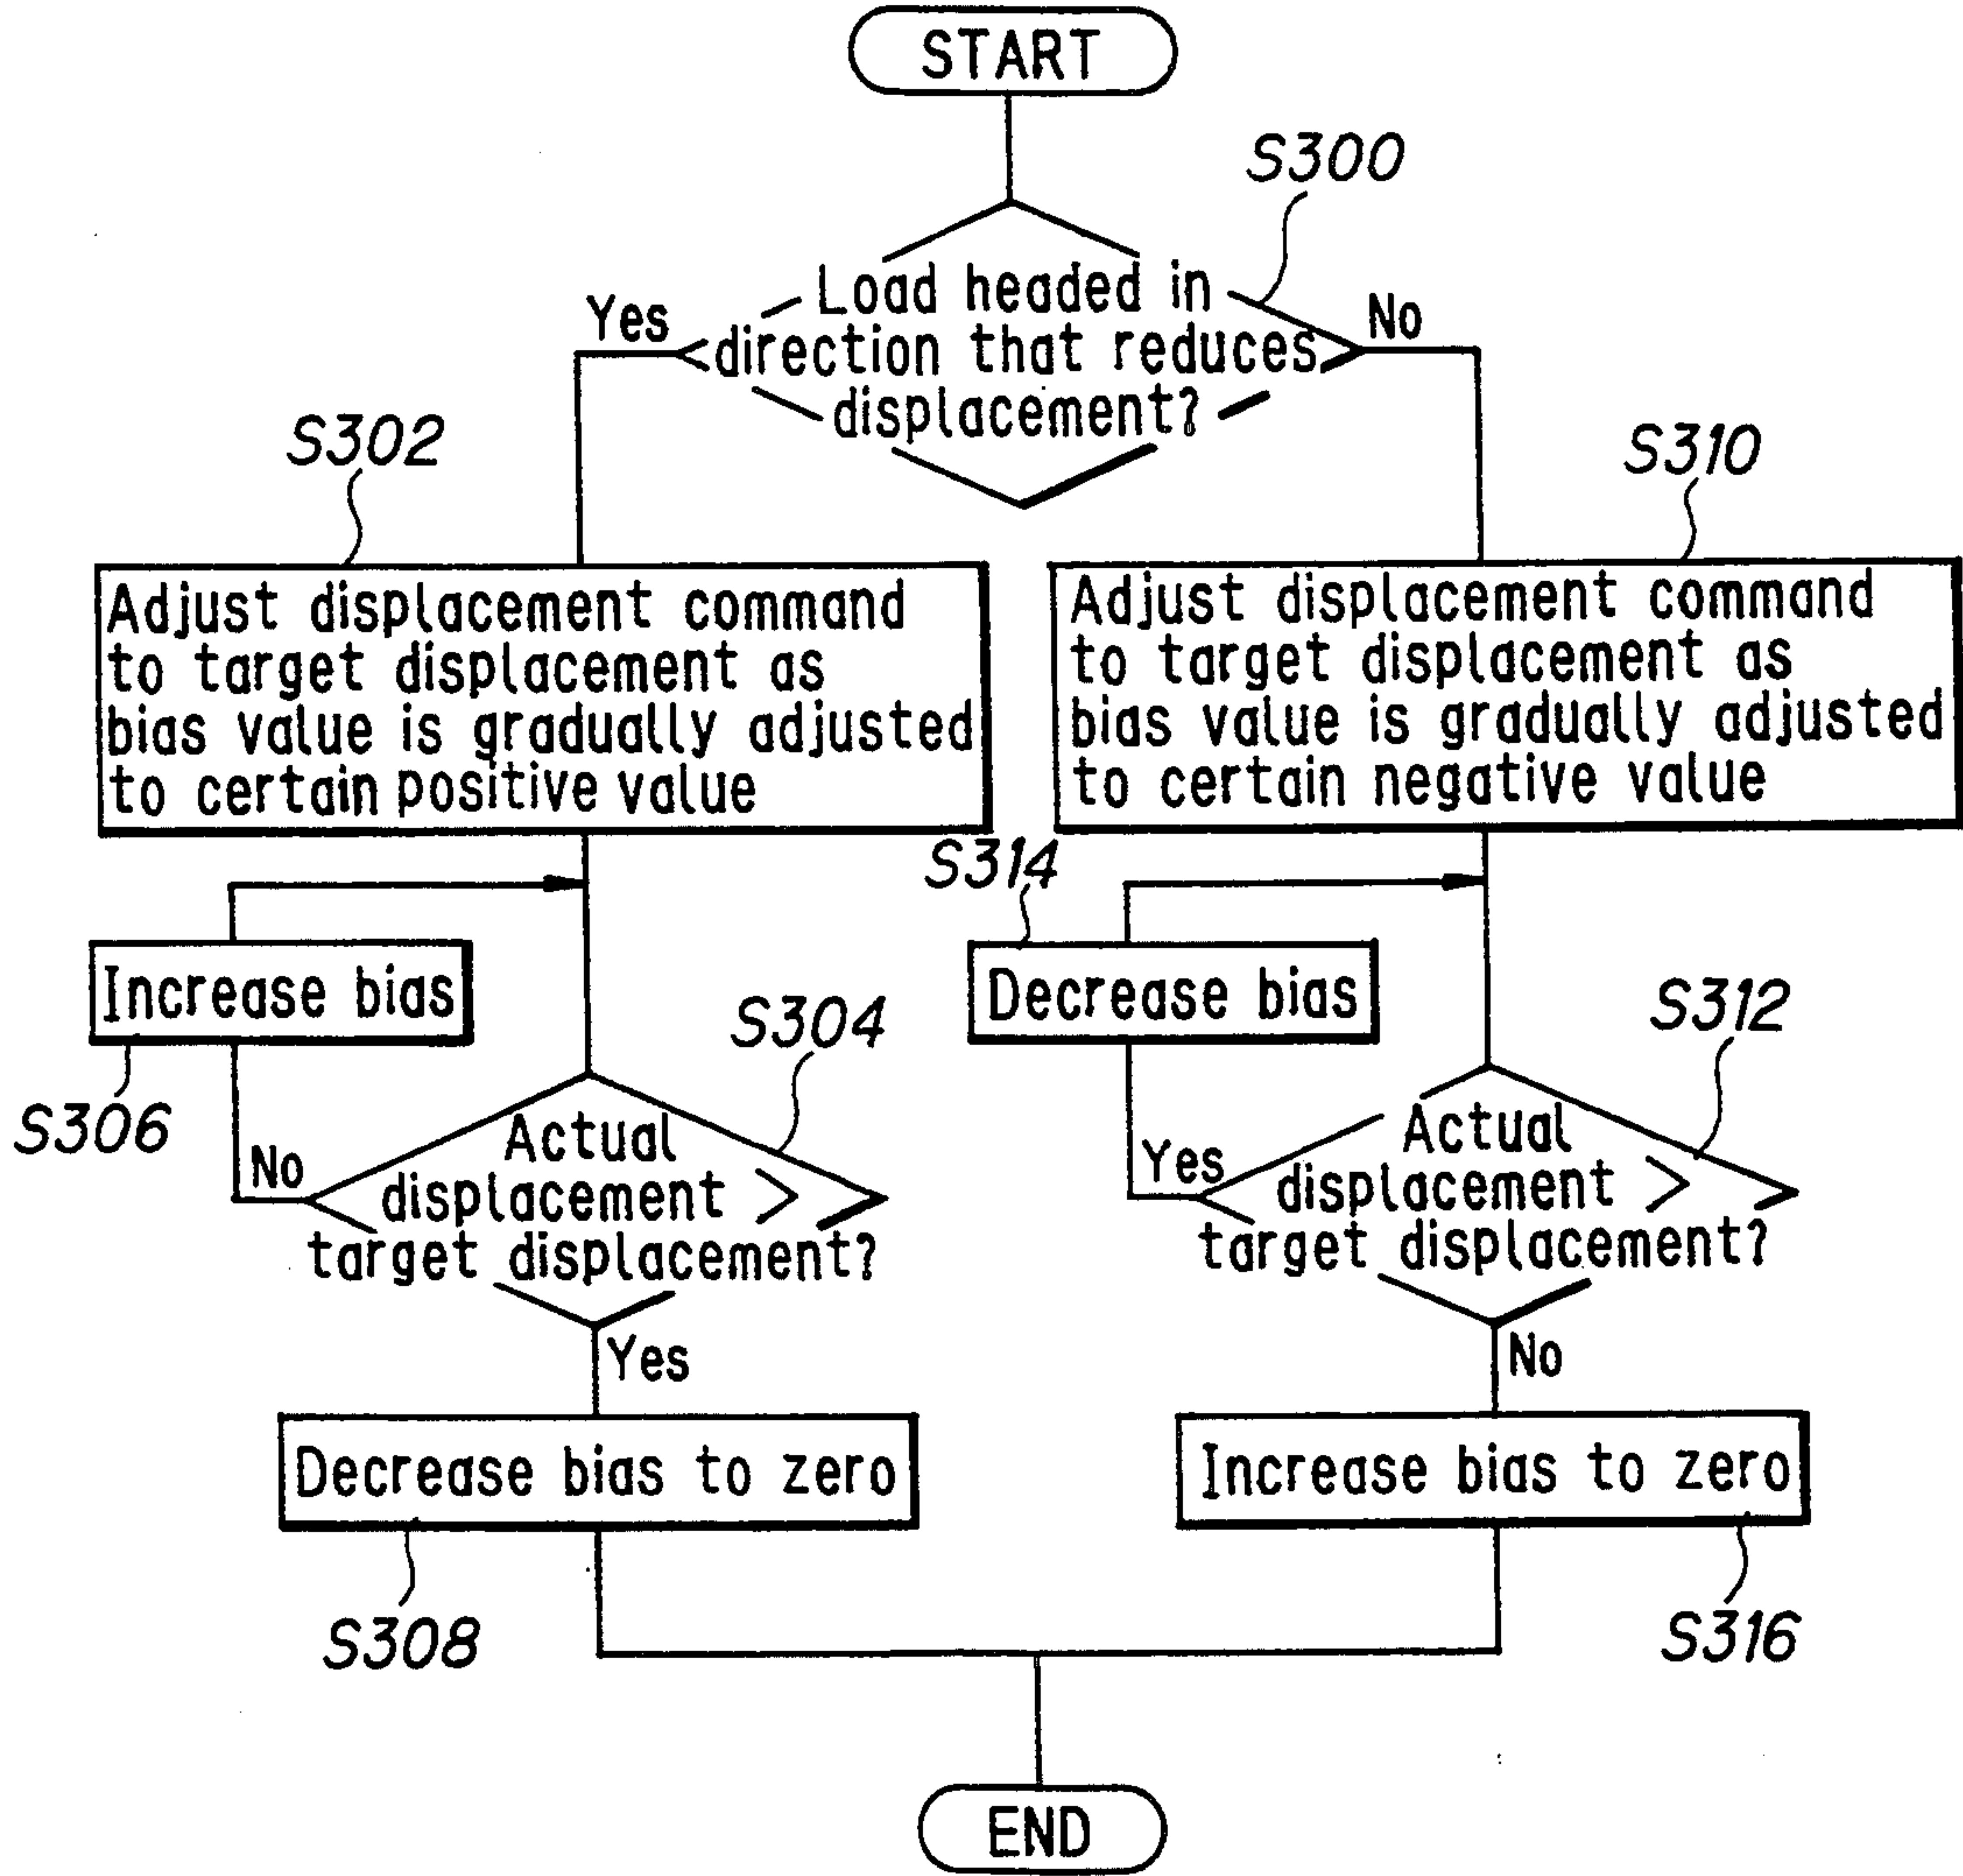 START
S300
Load headed in
direction that reduces
displacement?
Yes
No
S302
S310
Adjust displacement command
to target displacement as
bias value is gradually adjusted
to certain positive value
Adjust displacement command
to target displacement as
bias value is gradually adjusted
to certain negative value
S314
Increase bias
Decrease bias
S304
S312
S306
No
Actual
displacement >
target displacement?
Yes
Yes
Actual
displacement >
target displacement?
No
Decrease bias to zero
Increase bias to zero
S308
S316
END